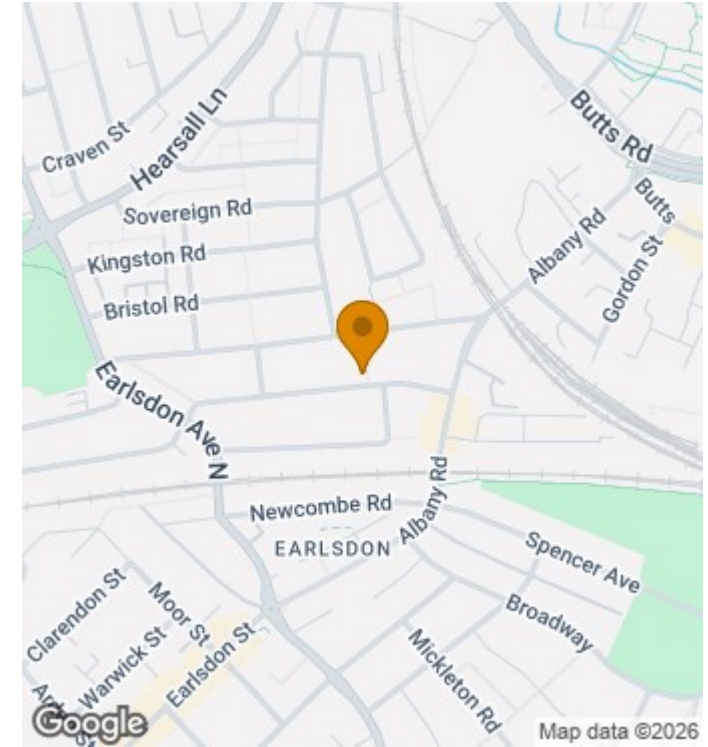 Craven St
Hearsall Ln
Butts Rd
Butts
Sovereign Rd
Albany Rd
Gordon St
Kingston Rd
Bristol Rd
Earlsdon Ave N
Newcombe Rd
Albany Rd
EARLSDON
Spencer Ave
Clarendon St
Moor St
Broadway
Warwick St
Earlsdon St
Mickleton Rd
St
Google
Map data ©2026